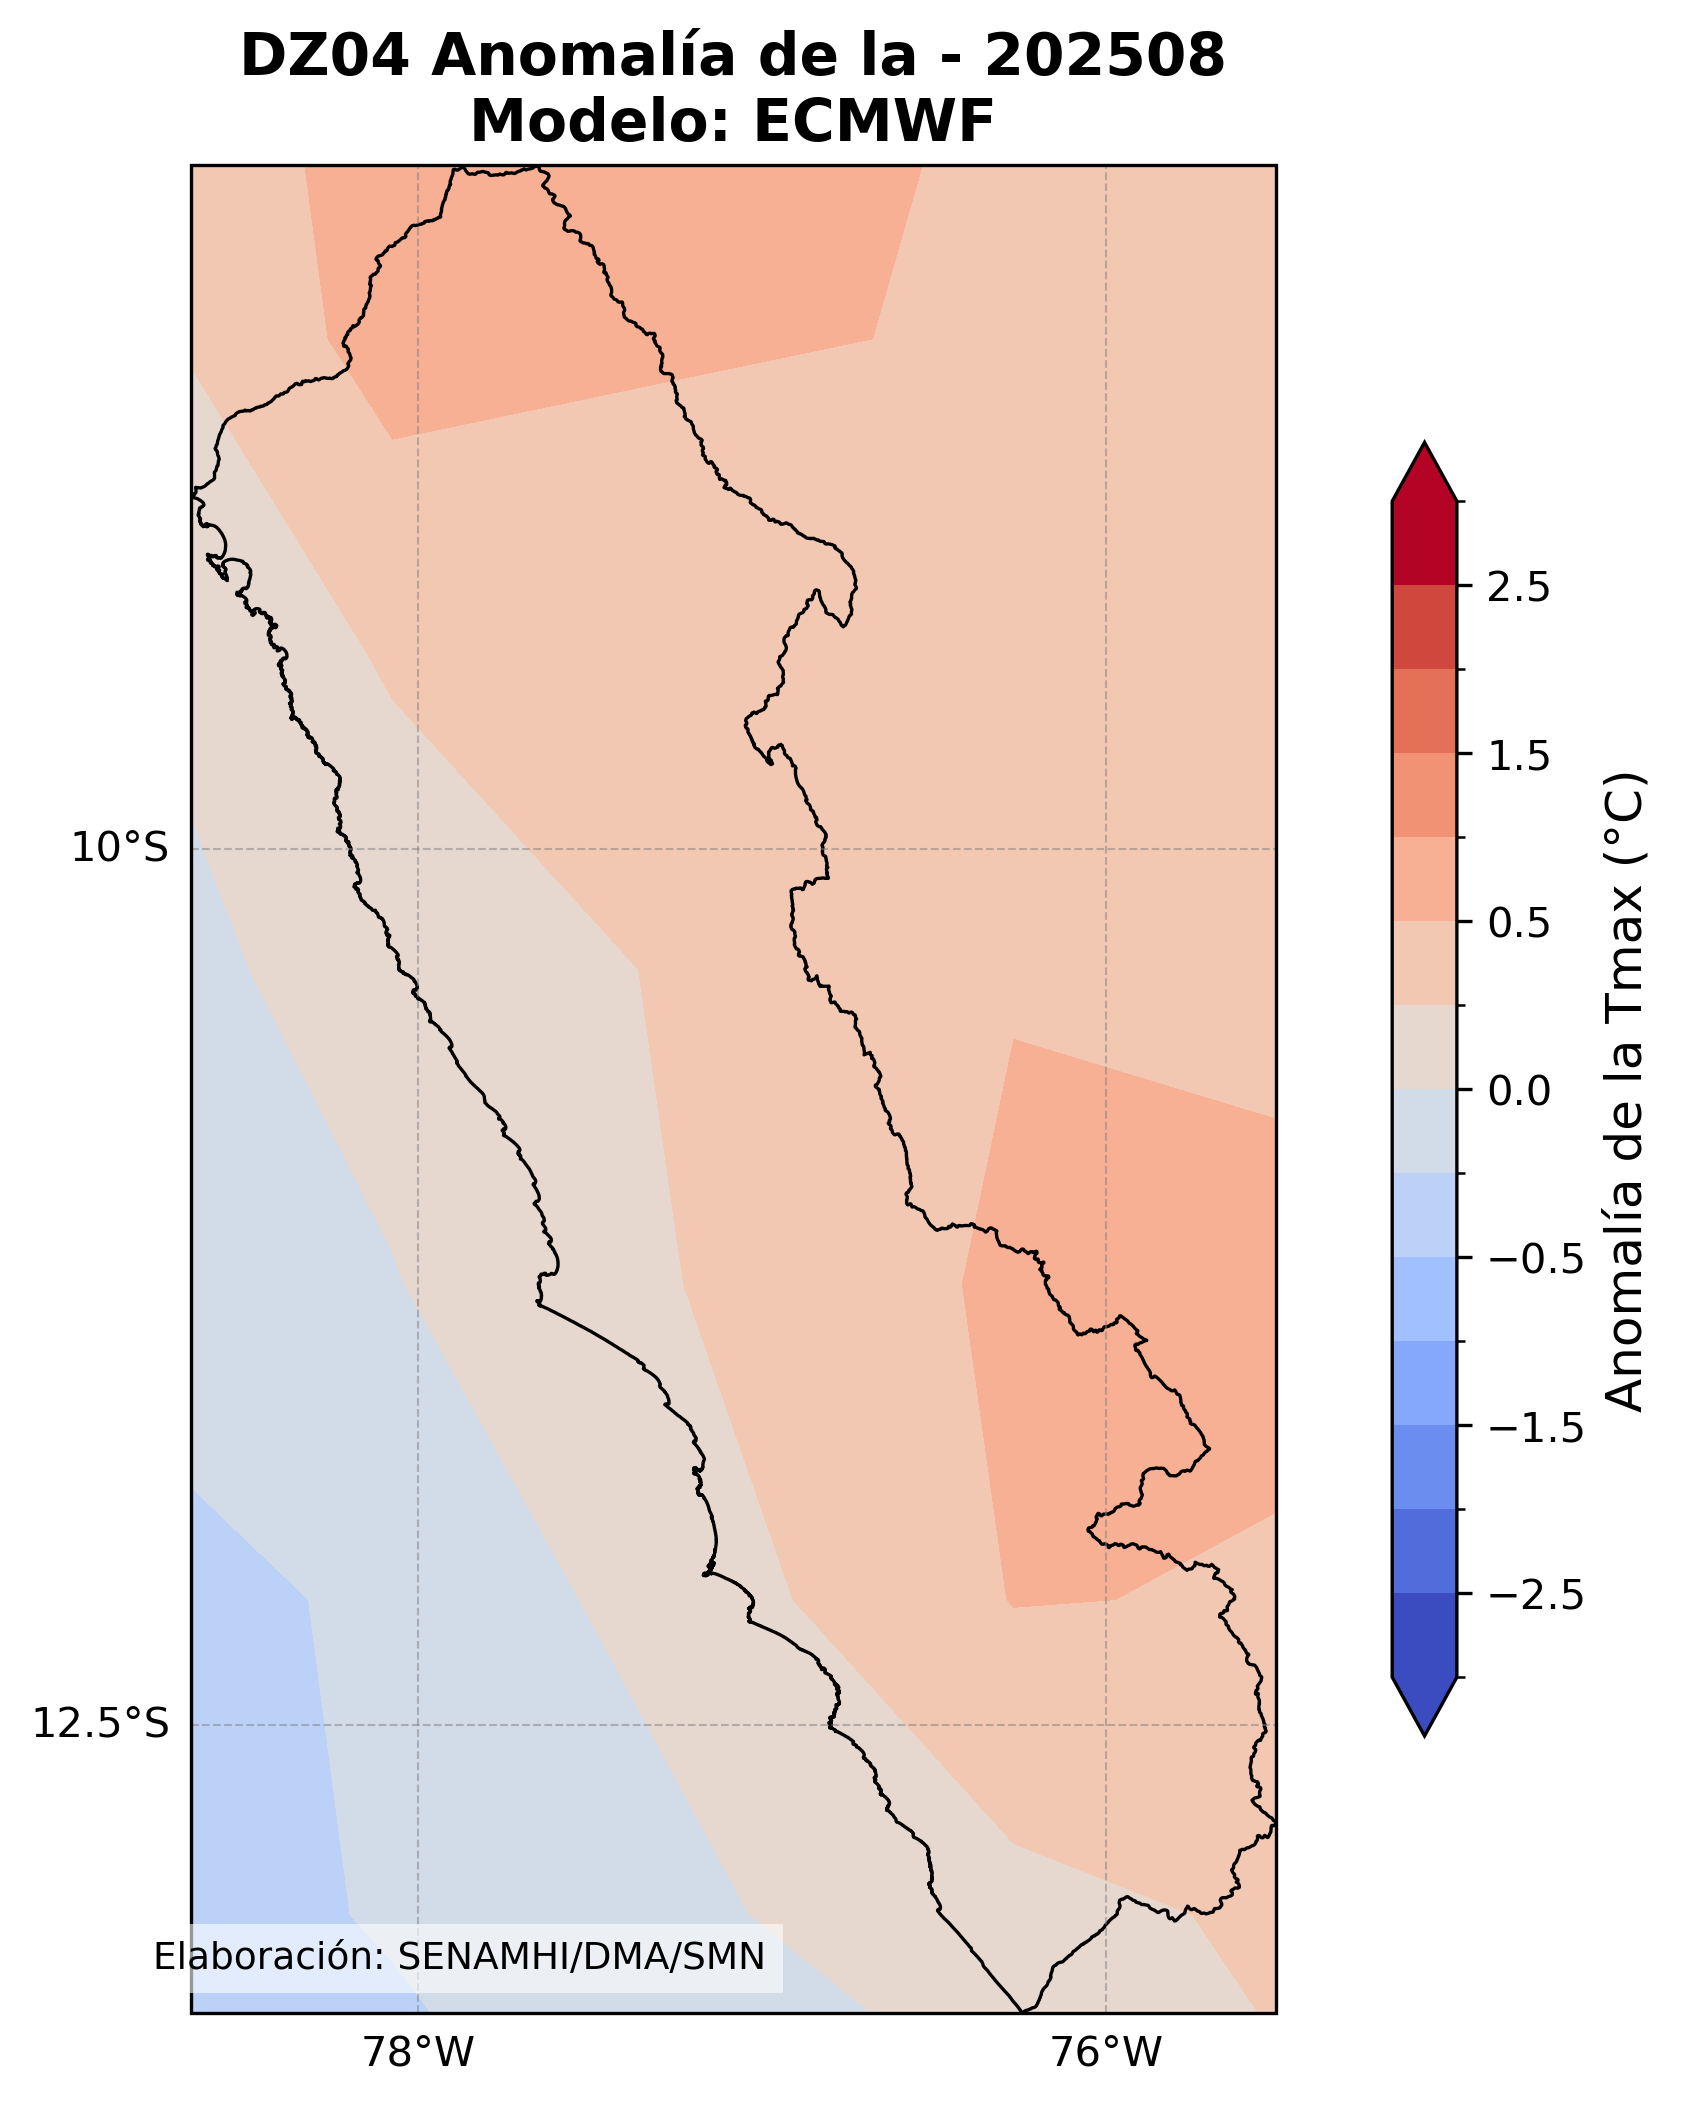 DZ04 Anomalía de la - 202508
Modelo: ECMWF
10°S
12.5°S
78°W
76°W
Elaboración: SENAMHI/DMA/SMN
2.5
1.5
0.5
0.0
−0.5
−1.5
−2.5
Anomalía de la Tmax (°C)